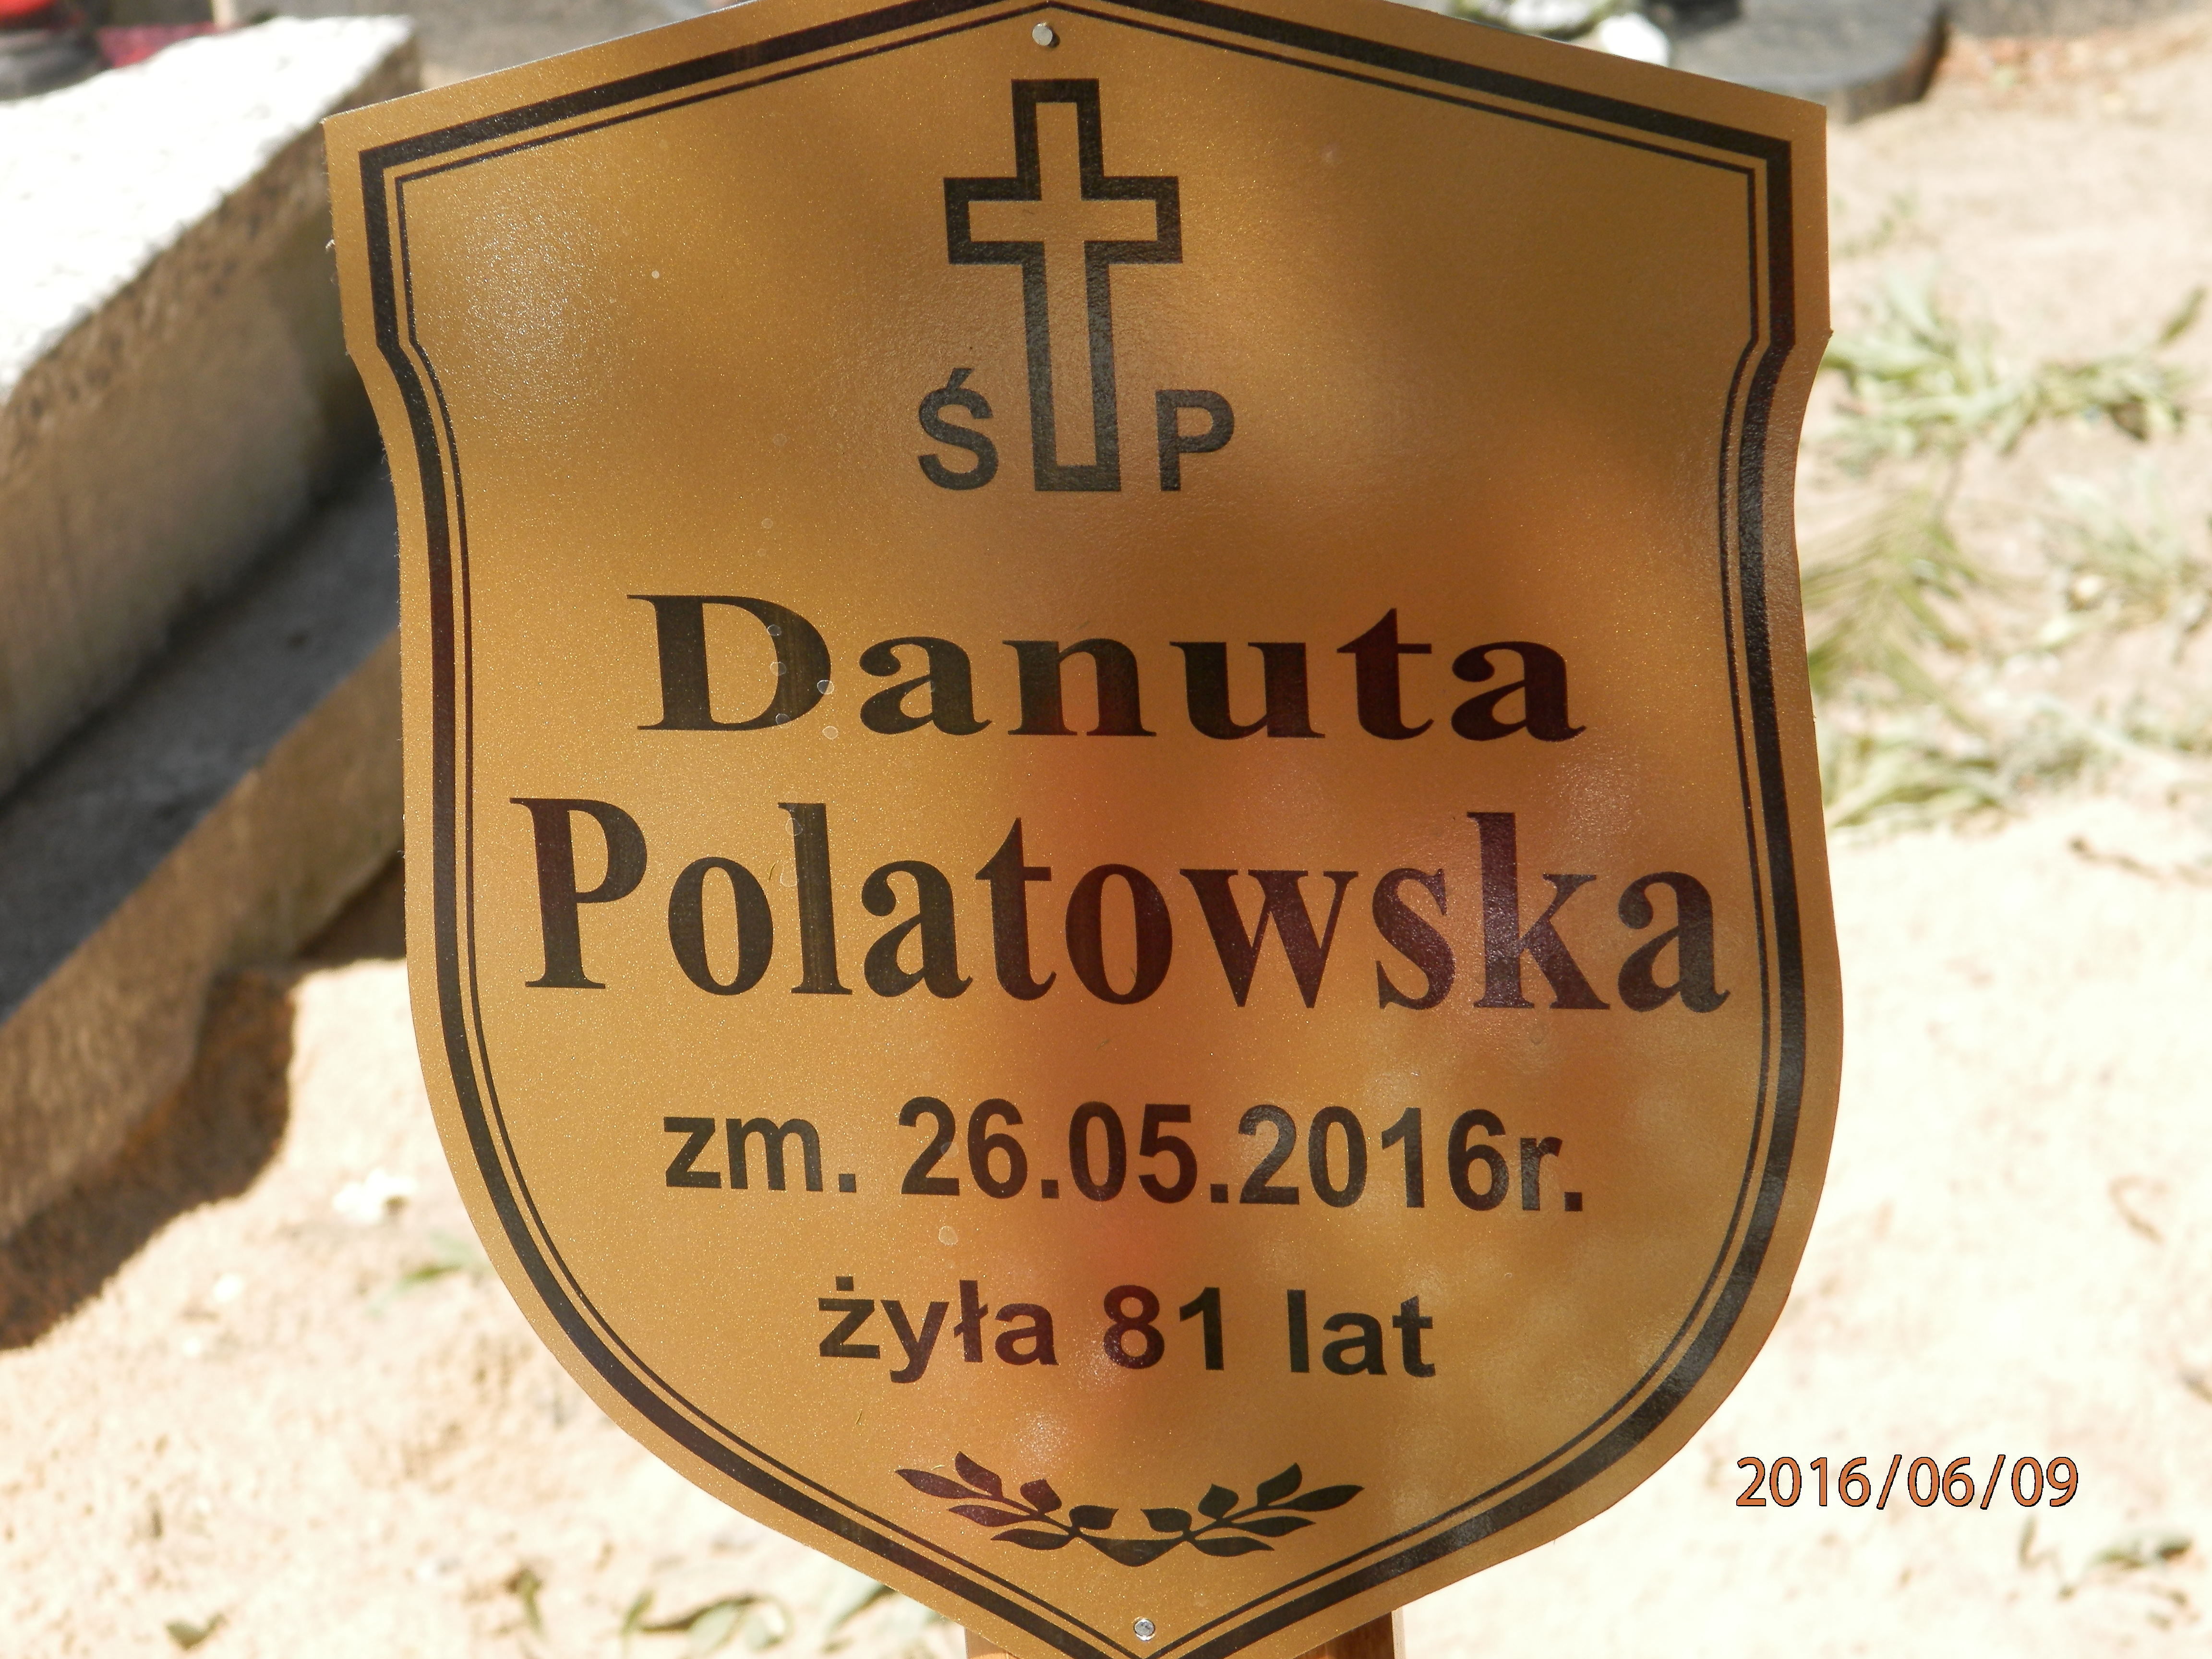 Ś P
Danuta
Polatowska
zm. 26.05.2016r.
żyła 81 lat
2016/06/09